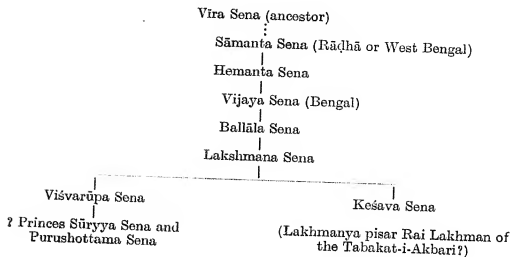 Vīra Sena (ancestor)
Sāmanta Sena (Rāḍhā or West Bengal)
Hemanta Sena
Vijaya Sena (Bengal)
Ballāla Sena
Lakshmana Sena
Viśvarūpa Sena
Keśava Sena
? Princes Sūryya Sena and
Purushottama Sena
(Lakhmanya pisar Rai Lakhman of
the Tabakat-i-Akbari?)